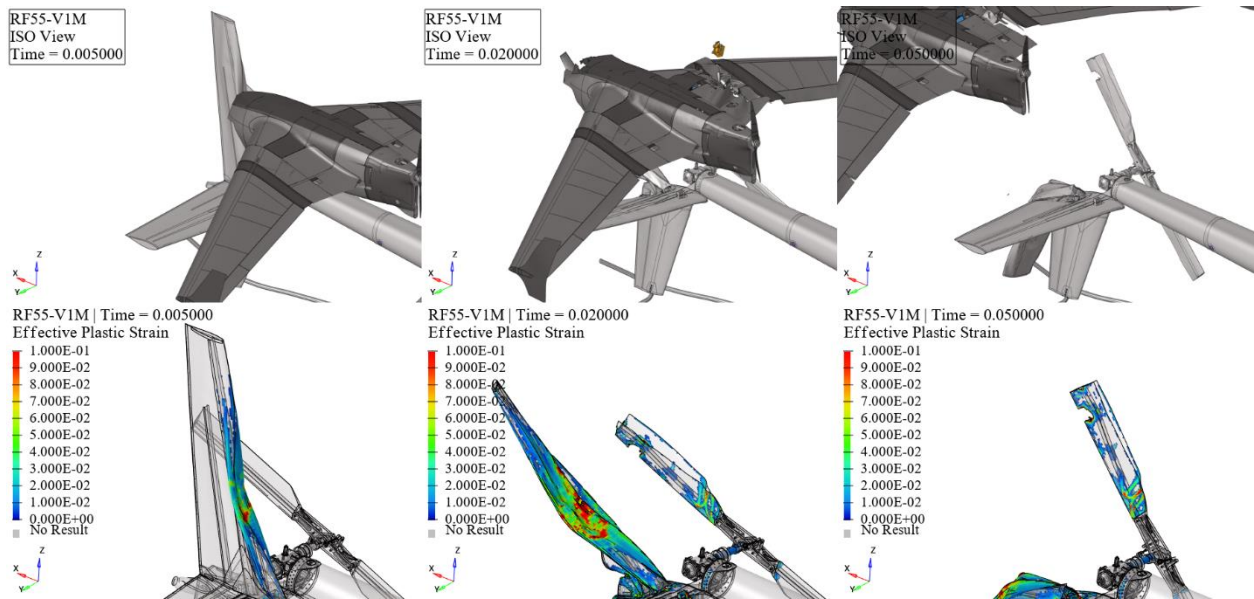 RF55-V1M
ISO View
Time = 0.005000
Z
X
Y
RF55-V1M
ISO View
Time = 0.020000
Z
X
Y
RF55-V1M
ISO View
Time = 0.050000
Z
X
Y
RF55-V1M | Time = 0.005000
Effective Plastic Strain
1.000E-01
9.000E-02
8.000E-02
7.000E-02
6.000E-02
5.000E-02
4.000E-02
3.000E-02
2.000E-02
1.000E-02
0.000E+00
No Result
Z
X
Y
RF55-V1M | Time = 0.020000
Effective Plastic Strain
1.000E-01
9.000E-02
8.000E-02
7.000E-02
6.000E-02
5.000E-02
4.000E-02
3.000E-02
2.000E-02
1.000E-02
0.000E+00
No Result
Z
X
Y
RF55-V1M | Time = 0.050000
Effective Plastic Strain
1.000E-01
9.000E-02
8.000E-02
7.000E-02
6.000E-02
5.000E-02
4.000E-02
3.000E-02
2.000E-02
1.000E-02
0.000E+00
No Result
Z
X
Y